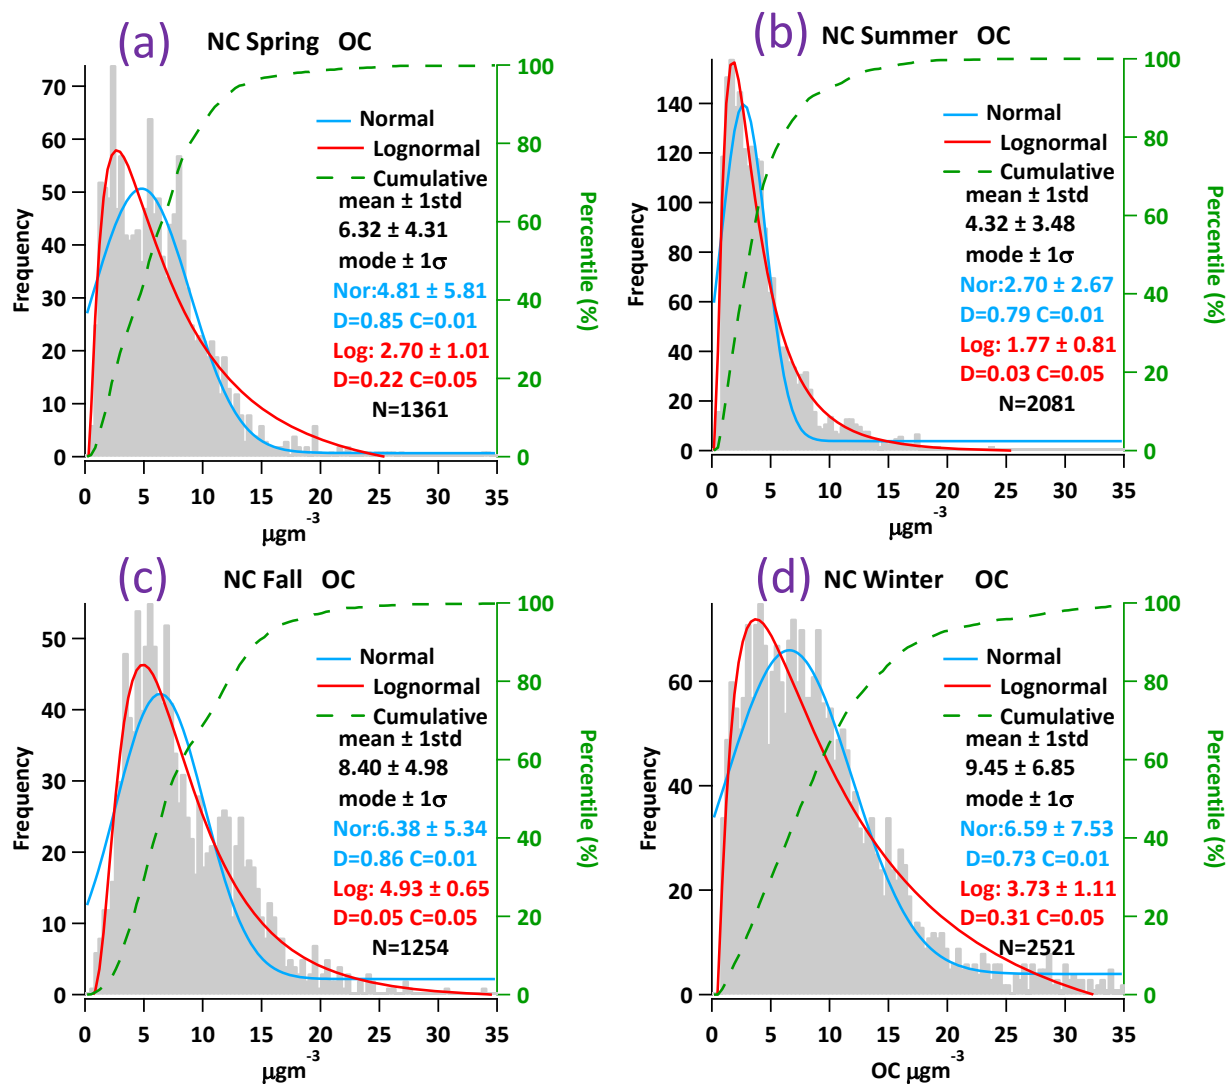 (a)
NC Spring OC
70
60
50
40
30
20
10
0
Frequency
0 5 10 15 20 25 30 35
μgm-3
100
80
60
40
20
0
Percentile (%)
Normal
Lognormal
Cumulative
mean ± 1std
6.32 ± 4.31
mode ± 1σ
Nor:4.81 ± 5.81
D=0.85 C=0.01
Log: 2.70 ± 1.01
D=0.22 C=0.05
N=1361
(b)
NC Summer OC
140
120
100
80
60
40
20
0
Frequency
0 5 10 15 20 25 30 35
μgm-3
100
80
60
40
20
0
Percentile (%)
Normal
Lognormal
Cumulative
mean ± 1std
4.32 ± 3.48
mode ± 1σ
Nor:2.70 ± 2.67
D=0.79 C=0.01
Log: 1.77 ± 0.81
D=0.03 C=0.05
N=2081
(c)
NC Fall OC
50
40
30
20
10
0
Frequency
0 5 10 15 20 25 30 35
μgm-3
100
80
60
40
20
0
Percentile (%)
Normal
Lognormal
Cumulative
mean ± 1std
8.40 ± 4.98
mode ± 1σ
Nor:6.38 ± 5.34
D=0.86 C=0.01
Log: 4.93 ± 0.65
D=0.05 C=0.05
N=1254
(d)
NC Winter OC
60
40
20
0
Frequency
0 5 10 15 20 25 30 35
OC μgm-3
100
80
60
40
20
0
Percentile (%)
Normal
Lognormal
Cumulative
mean ± 1std
9.45 ± 6.85
mode ± 1σ
Nor:6.59 ± 7.53
D=0.73 C=0.01
Log: 3.73 ± 1.11
D=0.31 C=0.05
N=2521